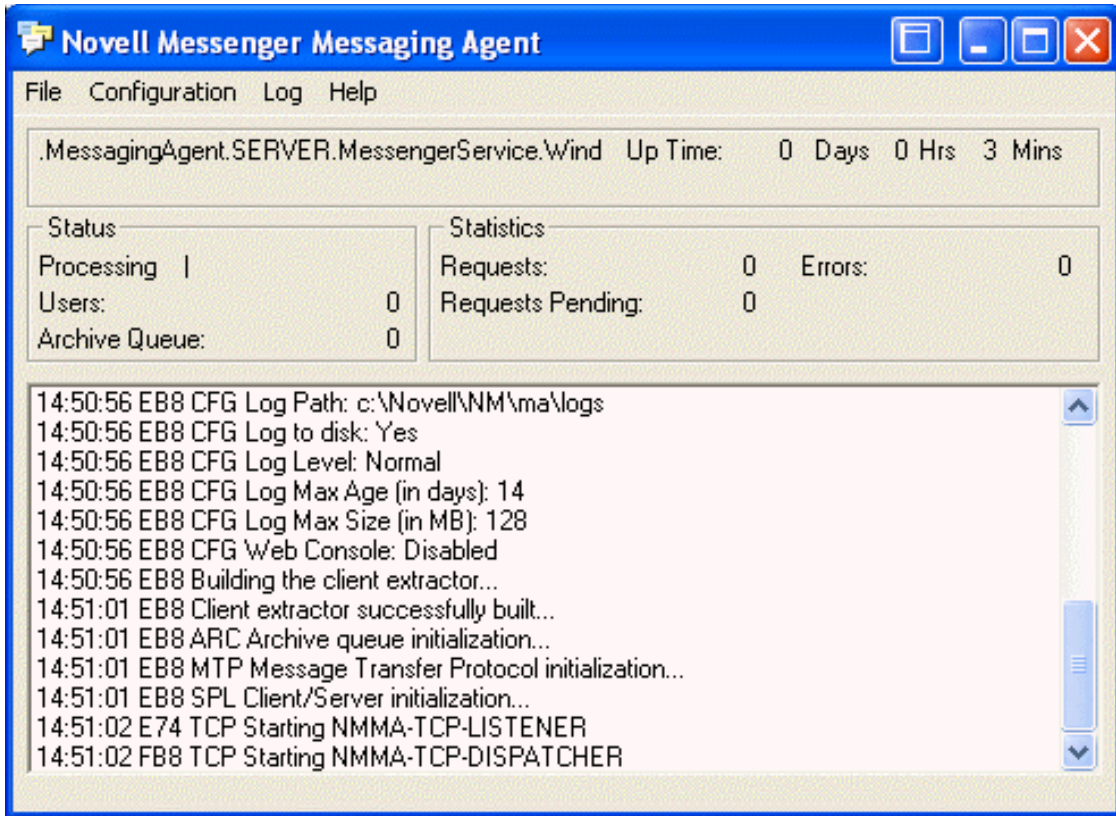 Novell Messenger Messaging Agent
File Configuration Log Help
.MessagingAgent.SERVER.MessengerService.Wind Up Time: 0 Days 0 Hrs 3 Mins
Status
Statistics
Processing |
Requests: 0 Errors: 0
Users: 0
Requests Pending: 0
Archive Queue: 0
14:50:56 EB8 CFG Log Path: c:\Novell\NM\ma\logs
14:50:56 EB8 CFG Log to disk: Yes
14:50:56 EB8 CFG Log Level: Normal
14:50:56 EB8 CFG Log Max Age (in days): 14
14:50:56 EB8 CFG Log Max Size (in MB): 128
14:50:56 EB8 CFG Web Console: Disabled
14:50:56 EB8 Building the client extractor...
14:51:01 EB8 Client extractor successfully built...
14:51:01 EB8 ARC Archive queue initialization...
14:51:01 EB8 MTP Message Transfer Protocol initialization...
14:51:01 EB8 SPL Client/Server initialization...
14:51:02 E74 TCP Starting NMMA-TCP-LISTENER
14:51:02 FB8 TCP Starting NMMA-TCP-DISPATCHER